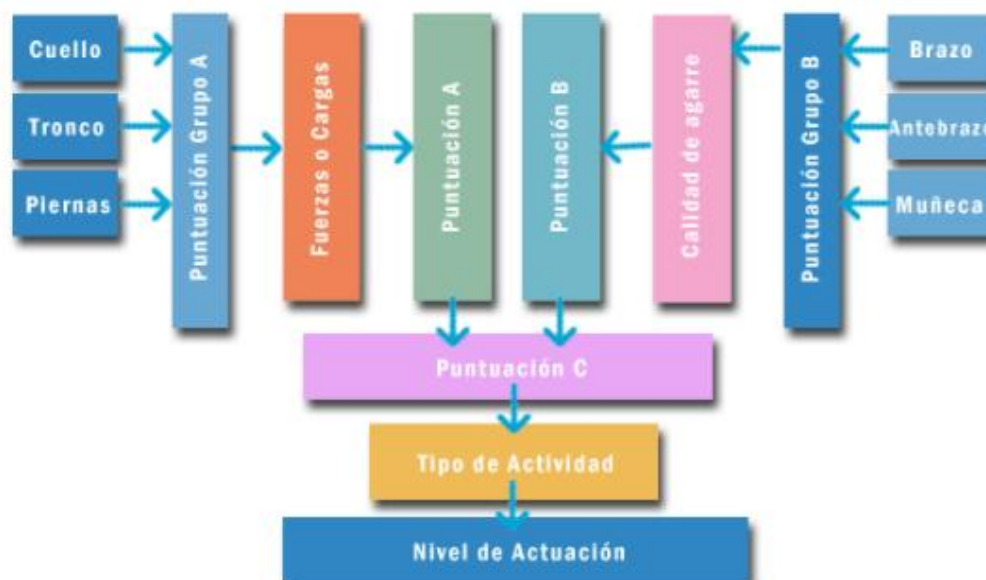 Cuello
Tronco
Piernas
Puntuación Grupo A
Fuerzas o Cargas
Puntuación A
Puntuación B
Calidad de agarre
Puntuación Grupo B
Brazo
Antebrazo
Muñeca
Puntuación C
Tipo de Actividad
Nivel de Actuación